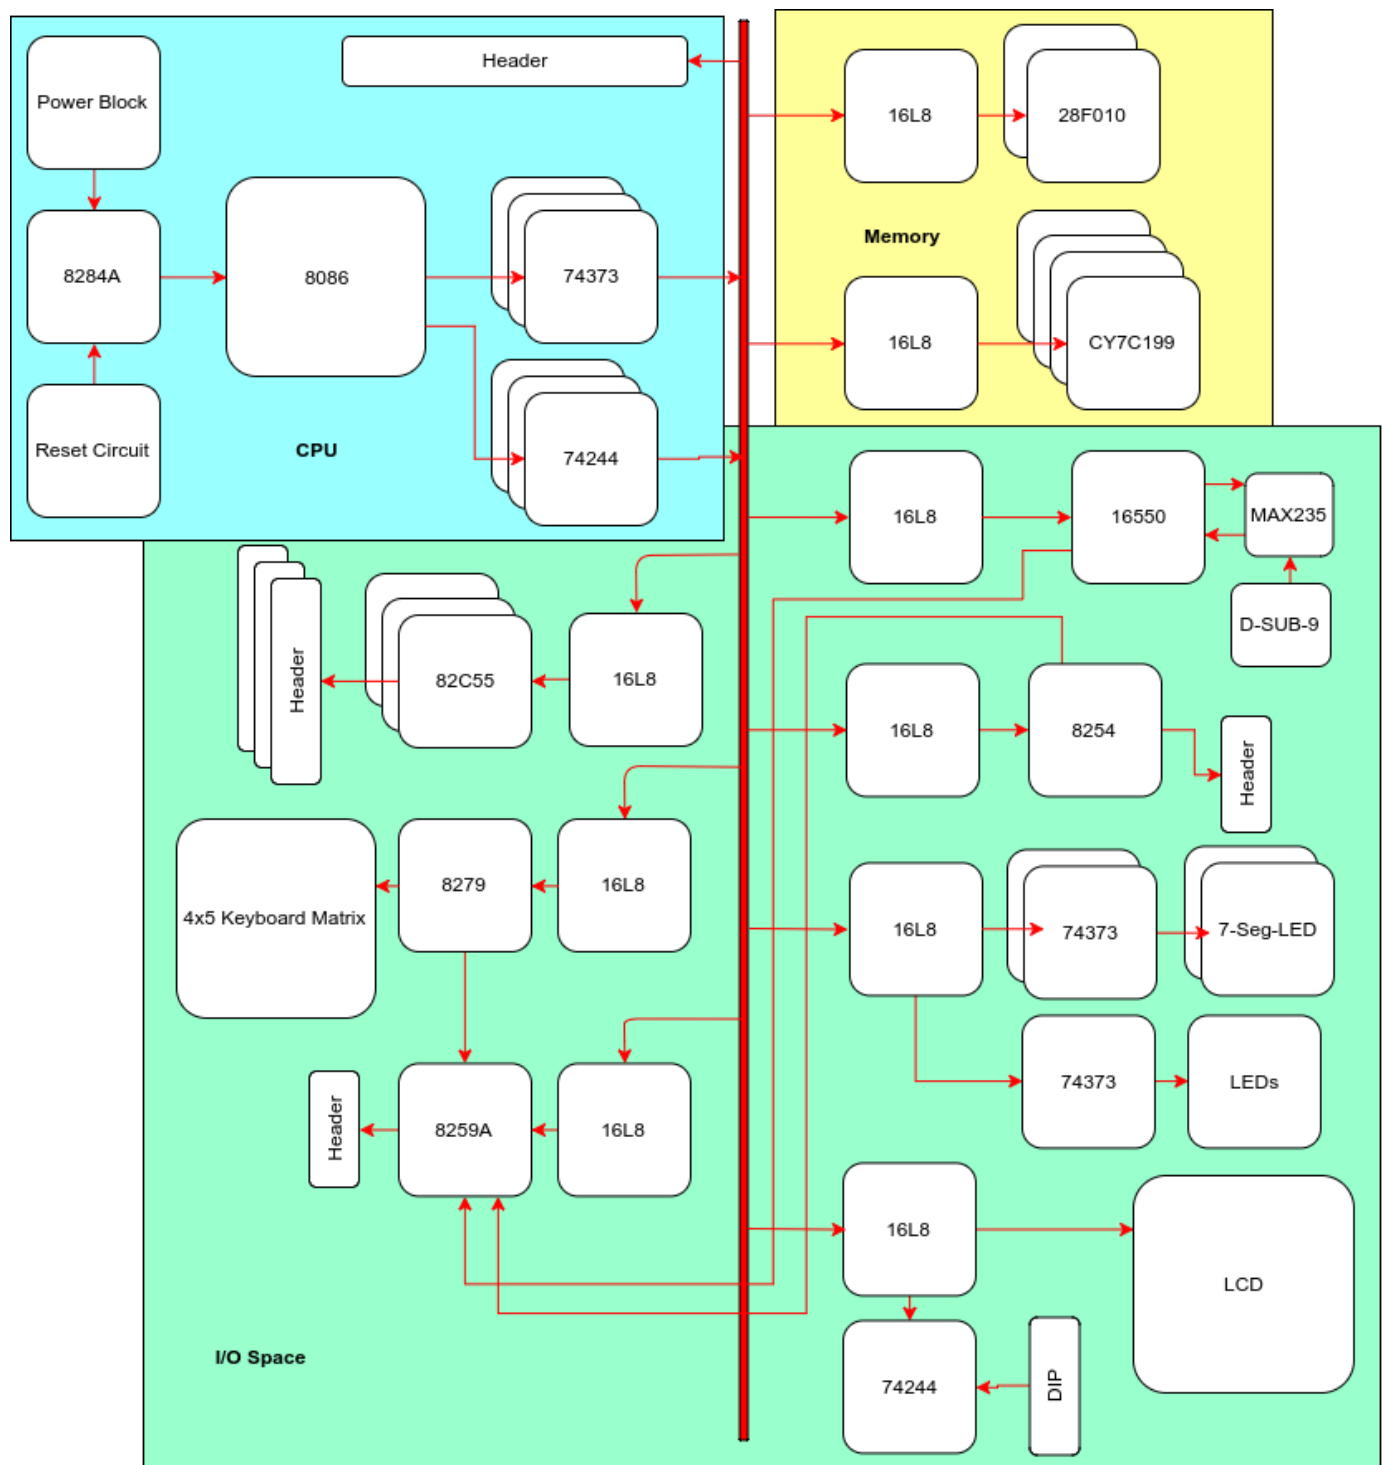 Power Block
Header
8284A
8086
74373
Reset Circuit
CPU
74244
16L8
28F010
Memory
16L8
CY7C199
16L8
16550
MAX235
D-SUB-9
Header
82C55
16L8
16L8
8254
Header
4x5 Keyboard Matrix
8279
16L8
16L8
74373
7-Seg-LED
74373
LEDs
Header
8259A
16L8
16L8
LCD
I/O Space
74244
DIP